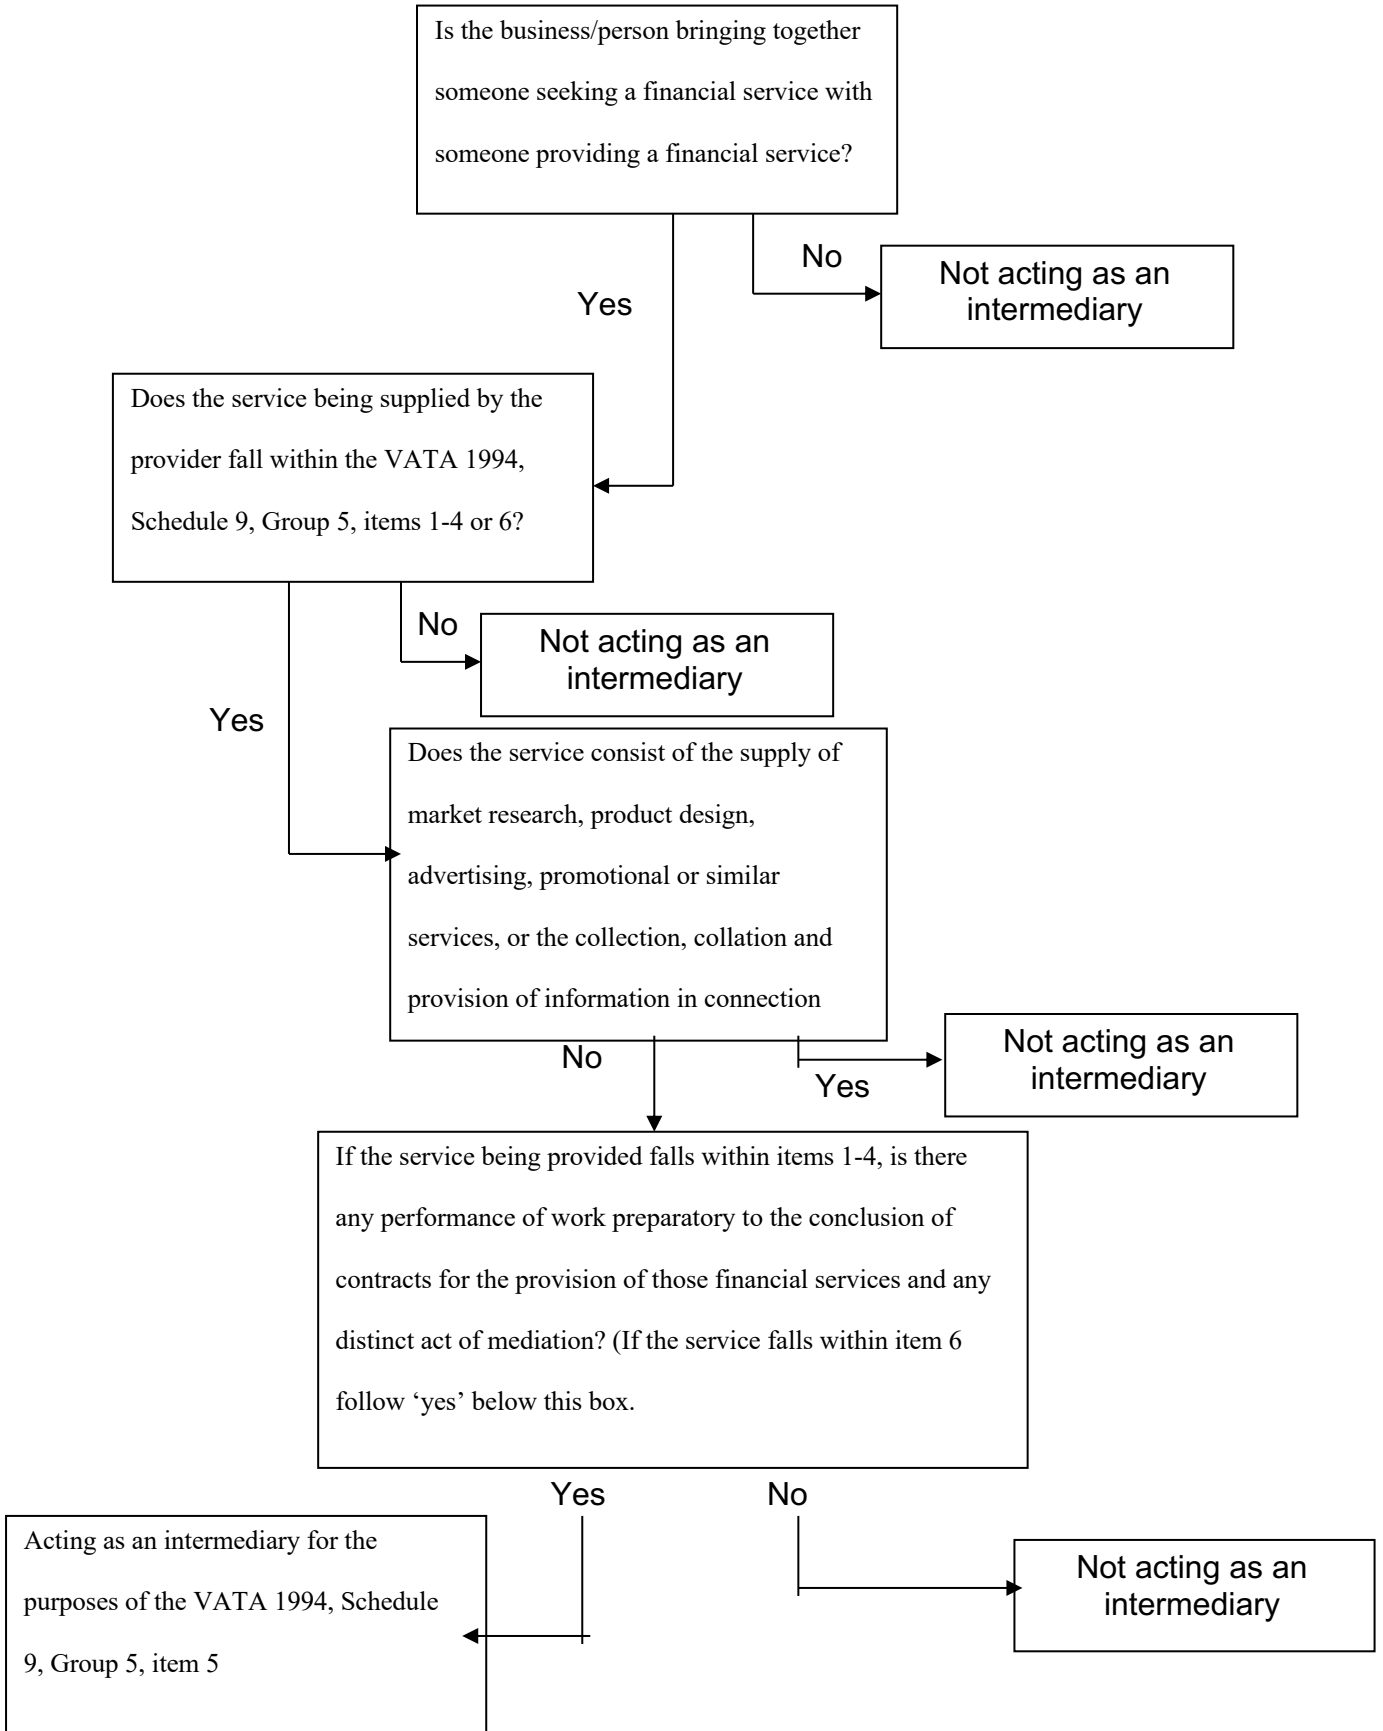 Is the business/person bringing together
someone seeking a financial service with
someone providing a financial service?
No
Not acting as an
intermediary
Yes
Does the service being supplied by the
provider fall within the VATA 1994,
Schedule 9, Group 5, items 1-4 or 6?
No
Not acting as an
intermediary
Yes
Does the service consist of the supply of
market research, product design,
advertising, promotional or similar
services, or the collection, collation and
provision of information in connection
No
Yes
Not acting as an
intermediary
If the service being provided falls within items 1-4, is there
any performance of work preparatory to the conclusion of
contracts for the provision of those financial services and any
distinct act of mediation? (If the service falls within item 6
follow ‘yes’ below this box.
Yes
No
Acting as an intermediary for the
purposes of the VATA 1994, Schedule
9, Group 5, item 5
Not acting as an
intermediary